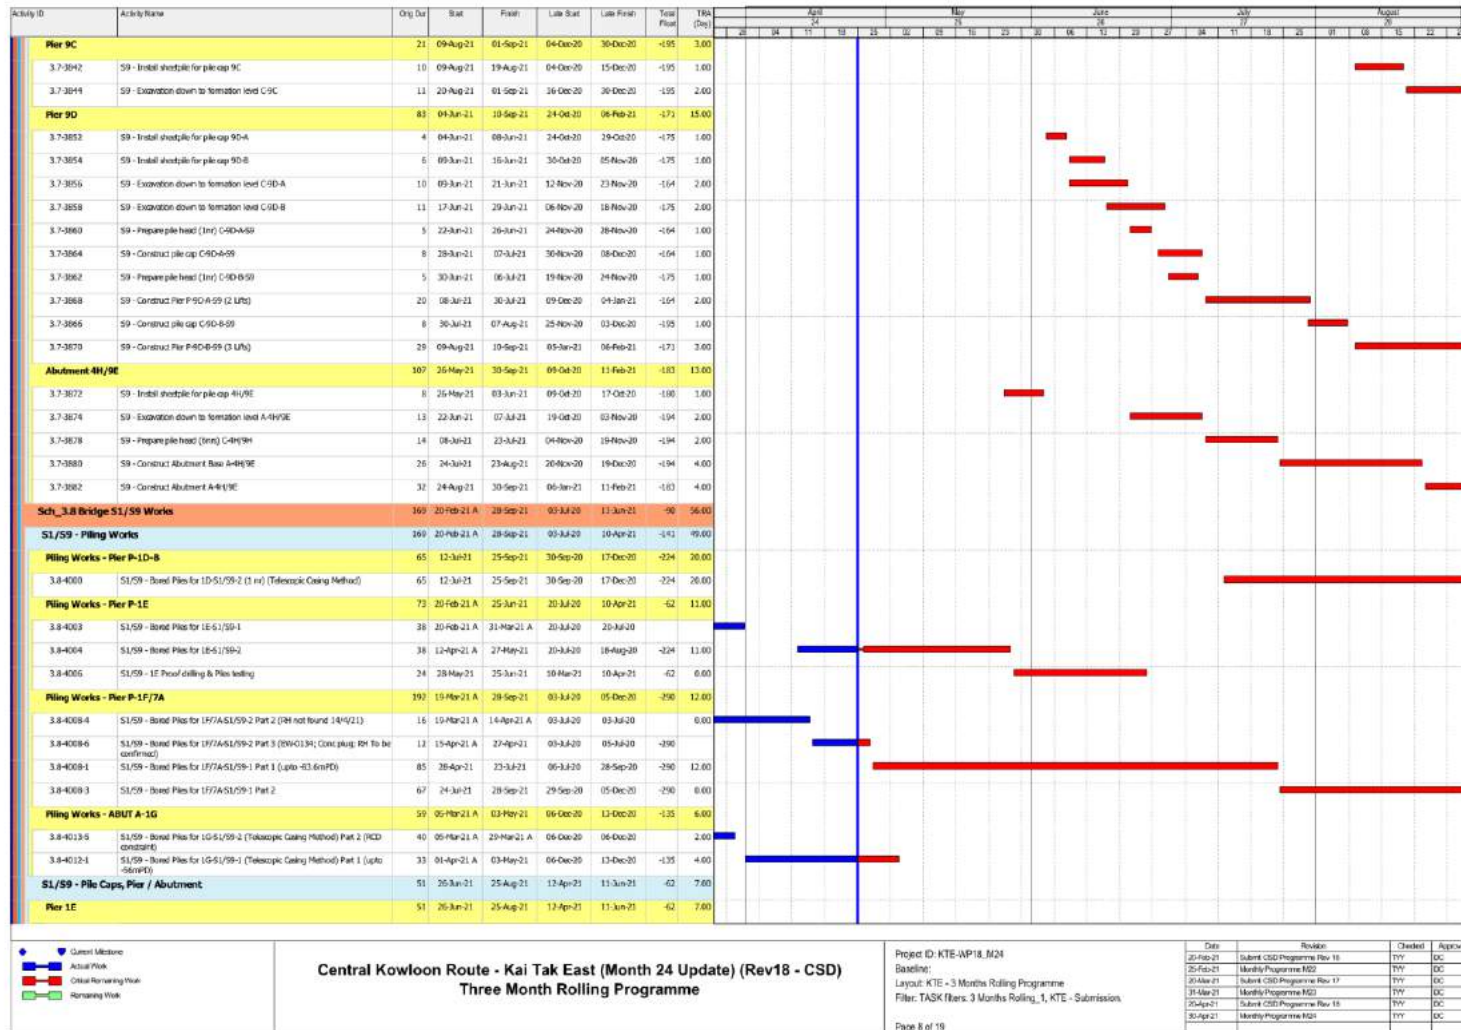 Activity ID Activity Name Orig Dur Start Finish Late Start Late Finish Total Float TRA (Day) April May June July August
24 25 26 27 28
Pier 9C 21 09-Aug-21 01-Sep-21 04-Dec-20 30-Dec-20 -195 3.00
3.7-3842 S9 - Install sheetpile for pile cap 9C 10 09-Aug-21 19-Aug-21 04-Dec-20 15-Dec-20 -195 1.00
3.7-3844 S9 - Excavation down to formation level C-9C 11 20-Aug-21 01-Sep-21 16-Dec-20 30-Dec-20 -195 2.00
Pier 9D 83 04-Jun-21 10-Sep-21 24-Oct-20 06-Feb-21 -171 15.00
3.7-3852 S9 - Install sheetpile for pile cap 9D-A 4 04-Jun-21 08-Jun-21 24-Oct-20 29-Oct-20 -175 1.00
3.7-3854 S9 - Install sheetpile for pile cap 9D-B 6 09-Jun-21 16-Jun-21 30-Oct-20 05-Nov-20 -175 1.00
3.7-3856 S9 - Excavation down to formation level C-9D-A 10 09-Jun-21 21-Jun-21 12-Nov-20 23-Nov-20 -164 2.00
3.7-3858 S9 - Excavation down to formation level C-9D-B 11 17-Jun-21 29-Jun-21 06-Nov-20 18-Nov-20 -175 2.00
3.7-3860 S9 - Prepare pile head (1nr) C-9D-A-S9 5 22-Jun-21 26-Jun-21 24-Nov-20 28-Nov-20 -164 1.00
3.7-3864 S9 - Construct pile cap C-9D-A-S9 8 28-Jun-21 07-Jul-21 30-Nov-20 08-Dec-20 -164 1.00
3.7-3862 S9 - Prepare pile head (1nr) C-9D-B-S9 5 30-Jun-21 06-Jul-21 19-Nov-20 24-Nov-20 -175 1.00
3.7-3868 S9 - Construct Pier P-9D-A-S9 (2 Lifts) 20 08-Jul-21 30-Jul-21 09-Dec-20 04-Jan-21 -164 2.00
3.7-3866 S9 - Construct pile cap C-9D-B-S9 8 30-Jul-21 07-Aug-21 25-Nov-20 03-Dec-20 -195 1.00
3.7-3870 S9 - Construct Pier P-9D-B-S9 (3 Lifts) 29 09-Aug-21 10-Sep-21 05-Jan-21 06-Feb-21 -171 3.00
Abutment 4H/9E 107 26-May-21 30-Sep-21 09-Oct-20 11-Feb-21 -183 13.00
3.7-3872 S9 - Install sheetpile for pile cap 4H/9E 8 26-May-21 03-Jun-21 09-Oct-20 17-Oct-20 -180 1.00
3.7-3874 S9 - Excavation down to formation level A-4H/9E 13 22-Jun-21 07-Jul-21 19-Oct-20 03-Nov-20 -194 2.00
3.7-3878 S9 - Prepare pile head (6nrs) C-4H/9H 14 08-Jul-21 23-Jul-21 04-Nov-20 19-Nov-20 -194 2.00
3.7-3880 S9 - Construct Abutment Base A-4H/9E 26 24-Jul-21 23-Aug-21 20-Nov-20 19-Dec-20 -194 4.00
3.7-3882 S9 - Construct Abutment A-4H/9E 32 24-Aug-21 30-Sep-21 06-Jan-21 11-Feb-21 -183 4.00
Sch_3.8 Bridge S1/S9 Works 169 20-Feb-21 A 28-Sep-21 03-Jul-20 11-Jun-21 -90 56.00
S1/S9 - Piling Works 169 20-Feb-21 A 28-Sep-21 03-Jul-20 10-Apr-21 -141 49.00
Piling Works - Pier P-1D-B 65 12-Jul-21 25-Sep-21 30-Sep-20 17-Dec-20 -224 20.00
3.8-4000 S1/S9 - Bored Piles for 1D-S1/S9-2 (1 nr) (Telescopic Casing Method) 65 12-Jul-21 25-Sep-21 30-Sep-20 17-Dec-20 -224 20.00
Piling Works - Pier P-1E 73 20-Feb-21 A 25-Jun-21 20-Jul-20 10-Apr-21 -62 11.00
3.8-4003 S1/S9 - Bored Piles for 1E-S1/S9-1 38 20-Feb-21 A 31-Mar-21 A 20-Jul-20 20-Jul-20
3.8-4004 S1/S9 - Bored Piles for 1E-S1/S9-2 38 12-Apr-21 A 27-May-21 20-Jul-20 18-Aug-20 -224 11.00
3.8-4006 S1/S9 - 1E Proof drilling & Piles testing 24 28-May-21 25-Jun-21 10-Mar-21 10-Apr-21 -62 0.00
Piling Works - Pier P-1F/7A 192 19-Mar-21 A 28-Sep-21 03-Jul-20 05-Dec-20 -290 12.00
3.8-4008-4 S1/S9 - Bored Piles for 1F/7A-S1/S9-2 Part 2 (RH not found 14/4/21) 16 19-Mar-21 A 14-Apr-21 A 03-Jul-20 03-Jul-20 0.00
3.8-4008-6 S1/S9 - Bored Piles for 1F/7A-S1/S9-2 Part 3 (EW-0134; Conc plug; RH To be confirmed) 12 15-Apr-21 A 27-Apr-21 03-Jul-20 05-Jul-20 -290
3.8-4008-1 S1/S9 - Bored Piles for 1F/7A-S1/S9-1 Part 1 (upto -83.6mPD) 85 28-Apr-21 23-Jul-21 06-Jul-20 28-Sep-20 -290 12.00
3.8-4008-3 S1/S9 - Bored Piles for 1F/7A-S1/S9-1 Part 2 67 24-Jul-21 28-Sep-21 29-Sep-20 05-Dec-20 -290 0.00
Piling Works - ABUT A-1G 59 05-Mar-21 A 03-May-21 06-Dec-20 13-Dec-20 -135 6.00
3.8-4013-5 S1/S9 - Bored Piles for 1G-S1/S9-2 (Telescopic Casing Method) Part 2 (RCD constraint) 40 05-Mar-21 A 29-Mar-21 A 06-Dec-20 06-Dec-20 2.00
3.8-4012-1 S1/S9 - Bored Piles for 1G-S1/S9-1 (Telescopic Casing Method) Part 1 (upto -56mPD) 33 01-Apr-21 A 03-May-21 06-Dec-20 13-Dec-20 -135 4.00
S1/S9 - Pile Caps, Pier / Abutment 51 26-Jun-21 25-Aug-21 12-Apr-21 11-Jun-21 -62 7.00
Pier 1E 51 26-Jun-21 25-Aug-21 12-Apr-21 11-Jun-21 -62 7.00
Current Milestone
Actual Work
Critical Remaining Work
Remaining Work
Central Kowloon Route - Kai Tak East (Month 24 Update) (Rev18 - CSD)
Three Month Rolling Programme
Project ID: KTE-WP18_M24
Baseline:
Layout: KTE - 3 Months Rolling Programme
Filter: TASK filters: 3 Months Rolling_1, KTE - Submission.
Page 8 of 19
Date Revision Checked Approv
20-Feb-21 Submit CSD Programme Rev 16 TYY DC
25-Feb-21 Monthly Programme M22 TYY DC
20-Mar-21 Submit CSD Programme Rev 17 TYY DC
31-Mar-21 Monthly Programme M23 TYY DC
20-Apr-21 Submit CSD Programme Rev 18 TYY DC
30-Apr-21 Monthly Programme M24 TYY DC